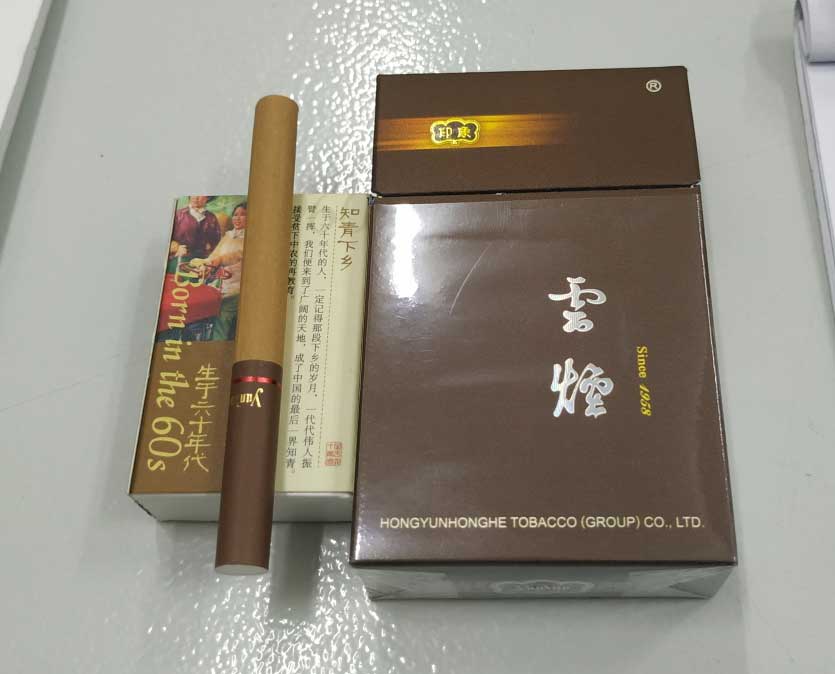 知青下乡
生于六十年代的人，一定记得那段下乡的岁月，一代代伟人振
臂一挥，我们便来到了广阔的天地，成了中国的最后一界知青。
接受贫下中农的再教育。
Born in the 60s
生于六十年代
印象
®
雲煙
Since 1958
HONGYUNHONGHE TOBACCO (GROUP) CO., LTD.